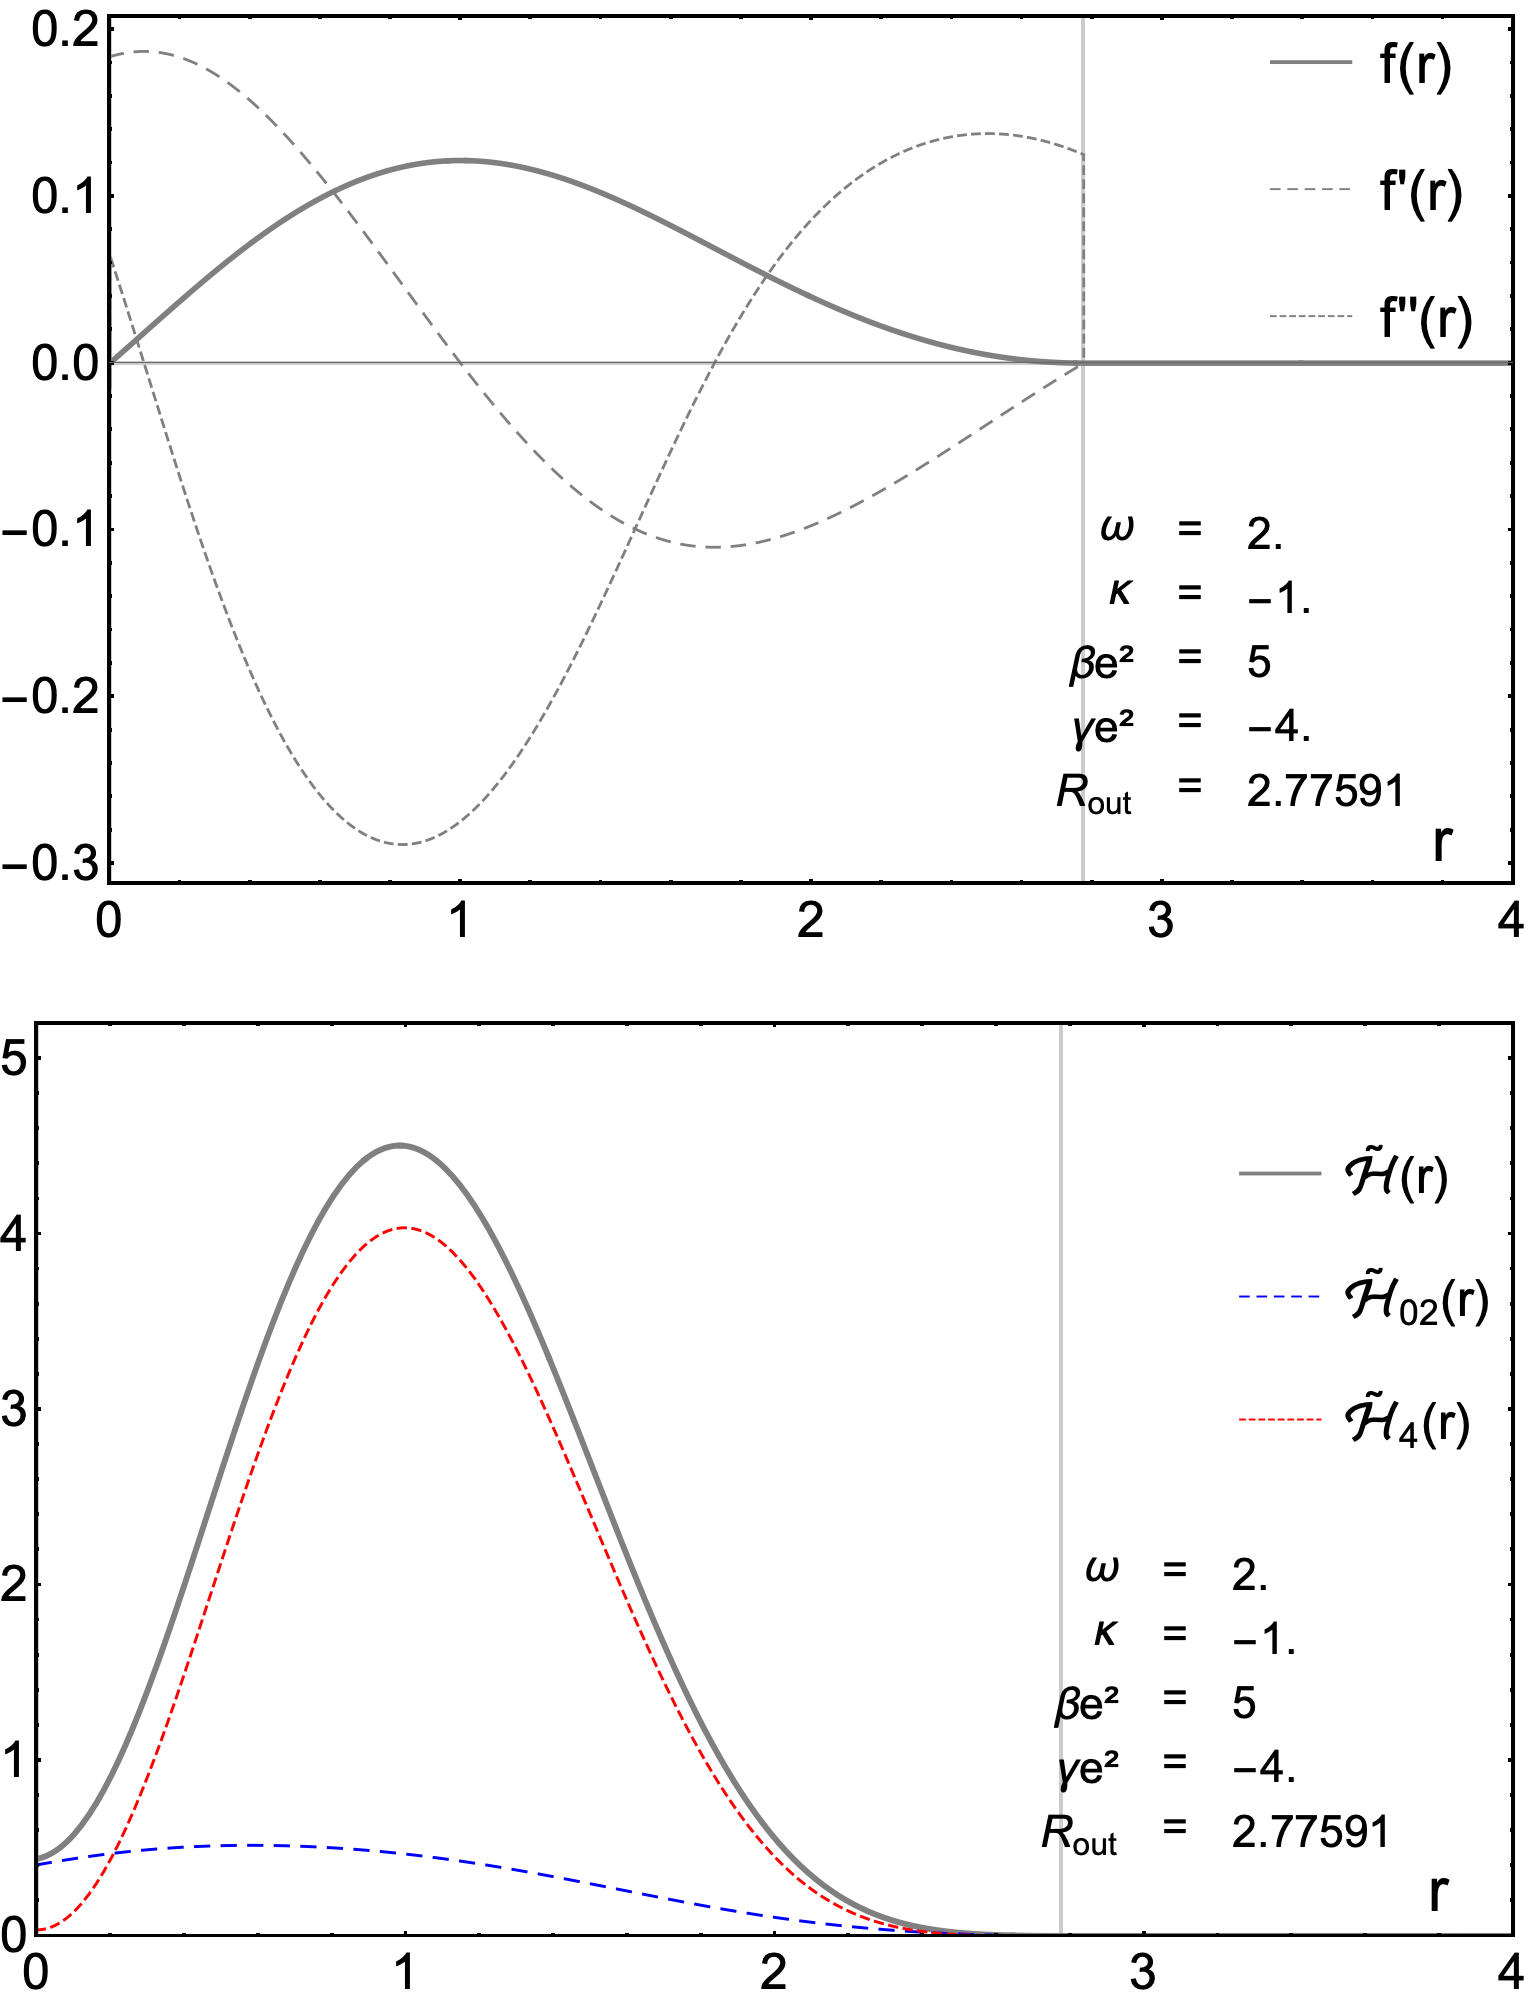 0.2
0.1
0.0
−0.1
−0.2
−0.3
f(r)
f'(r)
f''(r)
ω = 2.
κ = −1.
βe² = 5
γe² = −4.
Rout = 2.77591
r
0 1 2 3 4
5
4
3
2
1
0
ℋ̃(r)
ℋ̃02(r)
ℋ̃4(r)
ω = 2.
κ = −1.
βe² = 5
γe² = −4.
Rout = 2.77591
r
0 1 2 3 4